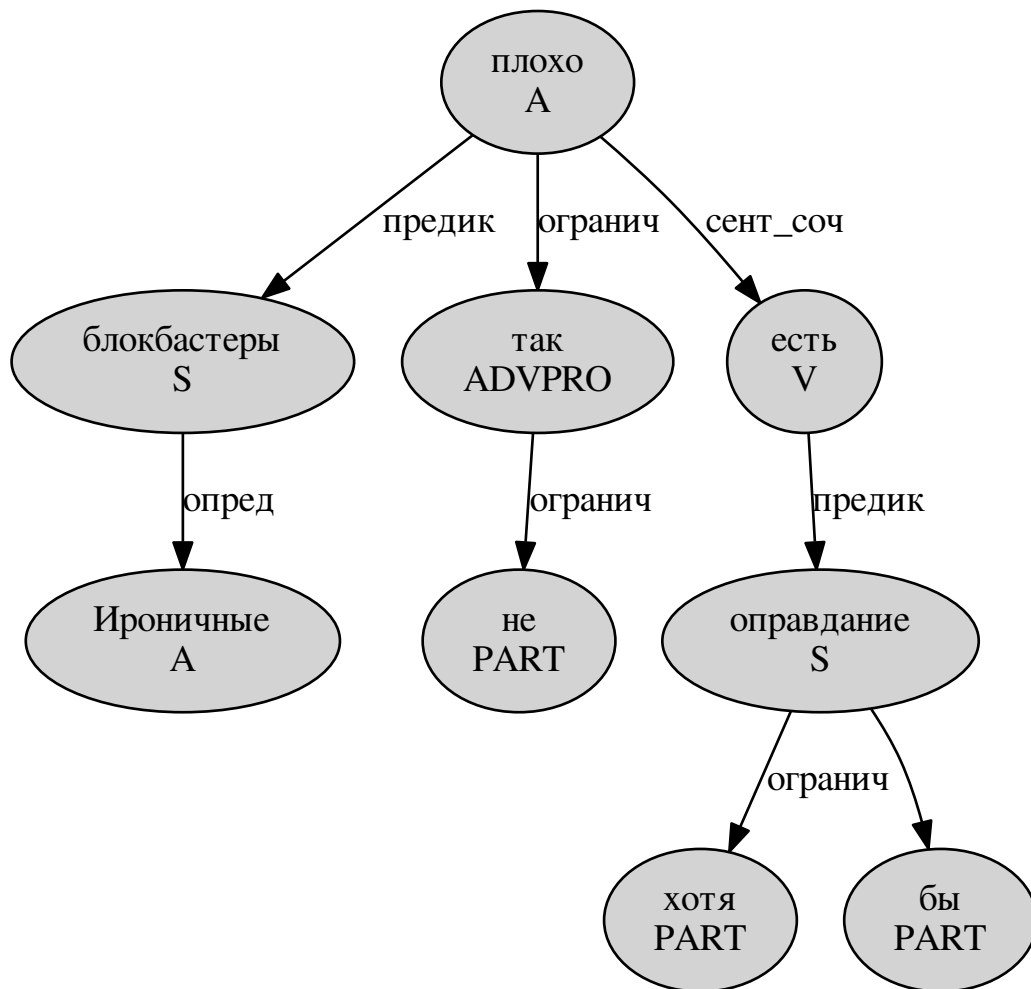 плохо
A
предик
огранич
сент_соч
блокбастеры
S
так
ADVPRO
есть
V
опред
огранич
предик
Ироничные
A
не
PART
оправдание
S
огранич
хотя
PART
бы
PART